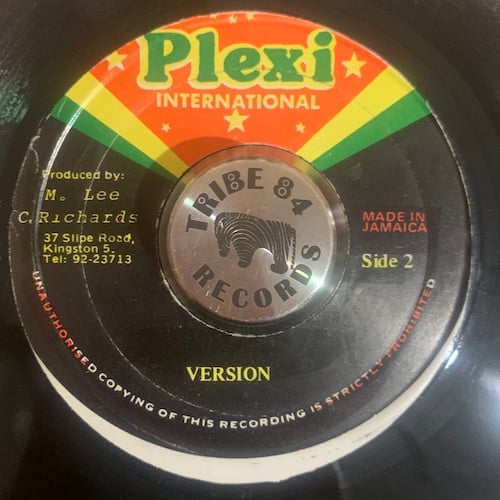 Plexi
INTERNATIONAL
Produced by:
M. Lee
C. Richards
37 Slipe Road,
Kingston 5.
Tel: 92-23713
TRIBE 84
RECORDS
MADE IN
JAMAICA
Side 2
VERSION
UNAUTHORISED COPYING OF THIS RECORDING IS STRICTLY PROHIBITED